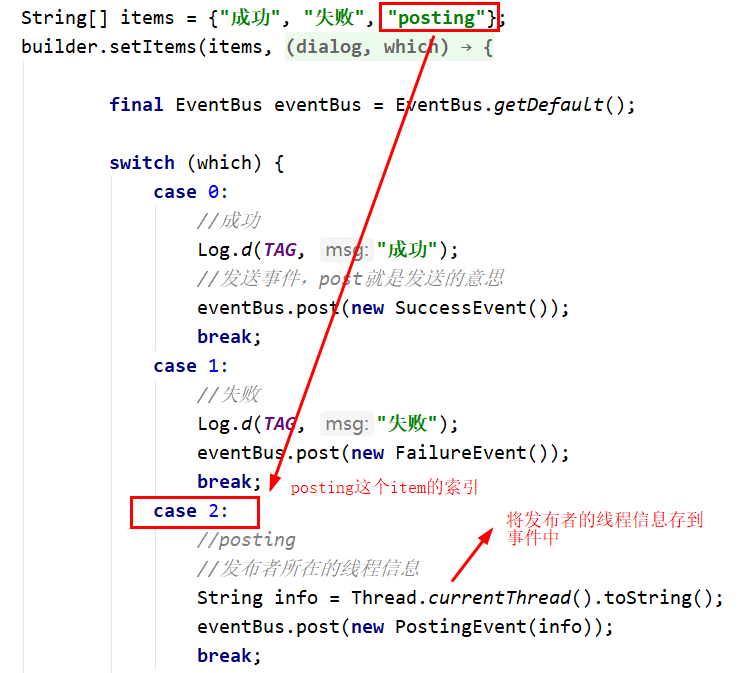 String[] items = {"成功", "失败", "posting"};
builder.setItems(items, (dialog, which) → {
final EventBus eventBus = EventBus.getDefault();
switch (which) {
case 0:
//成功
Log.d(TAG, msg: "成功");
//发送事件，post就是发送的意思
eventBus.post(new SuccessEvent());
break;
case 1:
//失败
Log.d(TAG, msg: "失败");
eventBus.post(new FailureEvent());
break;
posting这个item的索引
case 2:
将发布者的线程信息存到
事件中
//posting
//发布者所在的线程信息
String info = Thread.currentThread().toString();
eventBus.post(new PostingEvent(info));
break;